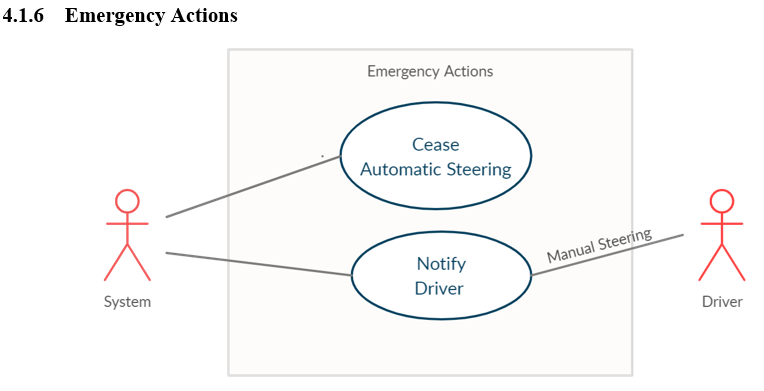 4.1.6 Emergency Actions
Emergency Actions
Cease
Automatic Steering
Manual Steering
Notify
Driver
System
Driver